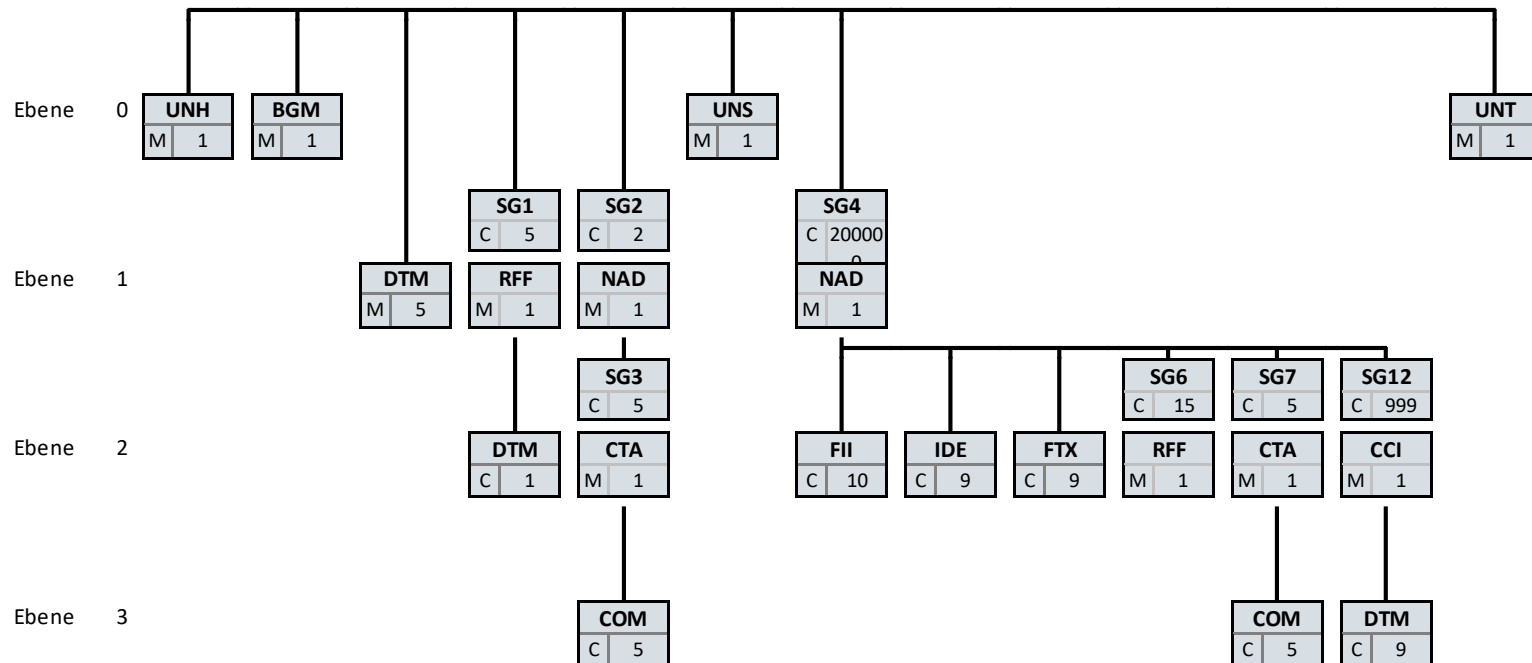 Ebene 0 UNH BGM UNS UNT
M 1 M 1 M 1 M 1
SG1 SG2 SG4
C 5 C 2 C 20000
0
Ebene 1 DTM RFF NAD NAD
M 5 M 1 M 1 M 1
SG3 SG6 SG7 SG12
C 5 C 15 C 5 C 999
Ebene 2 DTM CTA FII IDE FTX RFF CTA CCI
C 1 M 1 C 10 C 9 C 9 M 1 M 1 M 1
Ebene 3 COM COM DTM
C 5 C 5 C 9